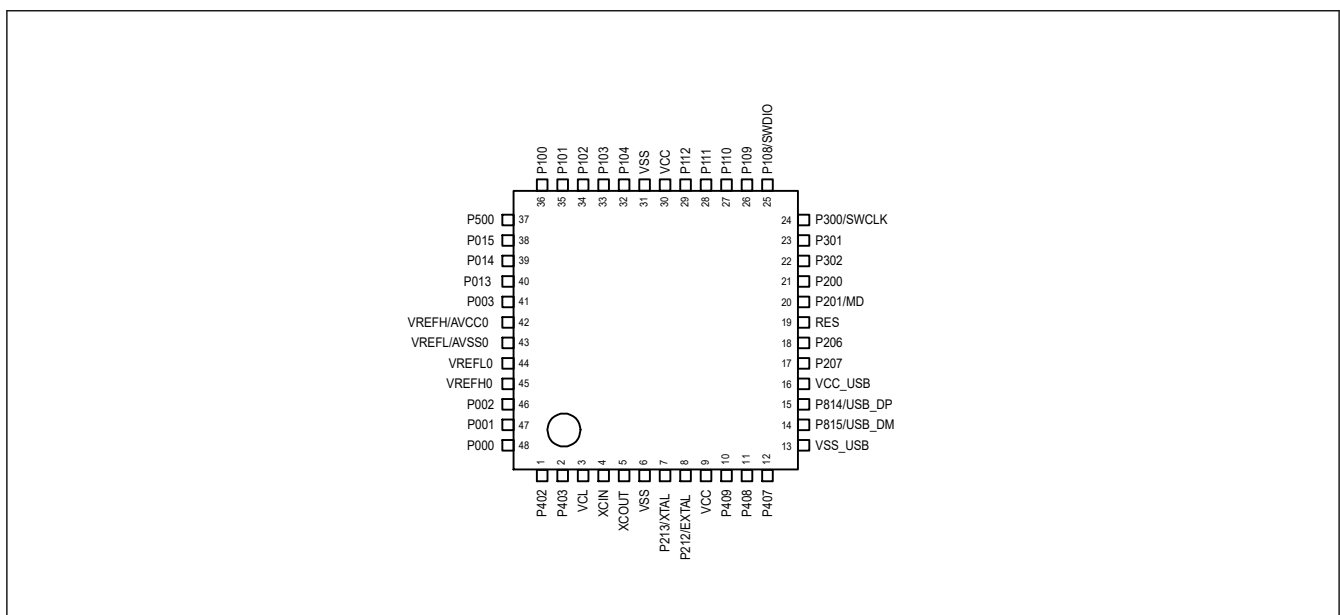 P100
P101
P102
P103
P104
VSS
VCC
P112
P111
P110
P109
P108/SWDIO
36
35
34
33
32
31
30
29
28
27
26
25
P500 37
P015 38
P014 39
P013 40
P003 41
VREFH/AVCC0 42
VREFL/AVSS0 43
VREFL0 44
VREFH0 45
P002 46
P001 47
P000 48
24 P300/SWCLK
23 P301
22 P302
21 P200
20 P201/MD
19 RES
18 P206
17 P207
16 VCC_USB
15 P814/USB_DP
14 P815/USB_DM
13 VSS_USB
1
2
3
4
5
6
7
8
9
10
11
12
P402
P403
VCL
XCIN
XCOUT
VSS
P213/XTAL
P212/EXTAL
VCC
P409
P408
P407